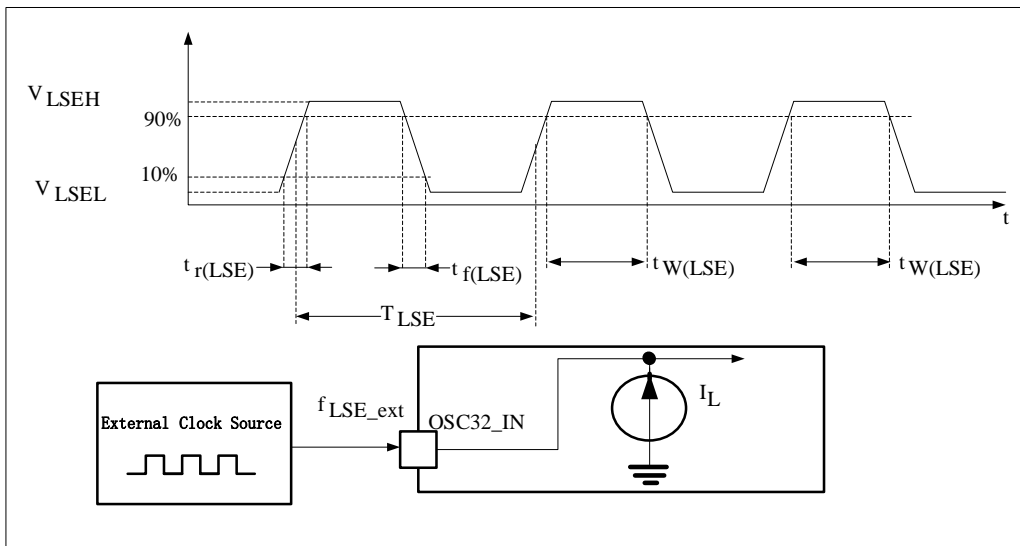 V LSEH
90%
10%
V LSEL
t
t r(LSE)
t f(LSE)
t W(LSE)
t W(LSE)
T LSE
f LSE_ext
External Clock Source
OSC32_IN
I L